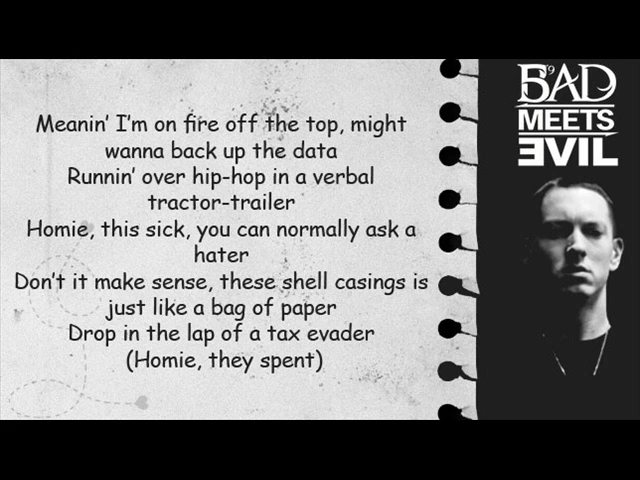 Meanin' I'm on fire off the top, might
wanna back up the data
Runnin' over hip-hop in a verbal
tractor-trailer
Homie, this sick, you can normally ask a
hater
Don't it make sense, these shell casings is
just like a bag of paper
Drop in the lap of a tax evader
(Homie, they spent)
BAD
MEETS
EVIL